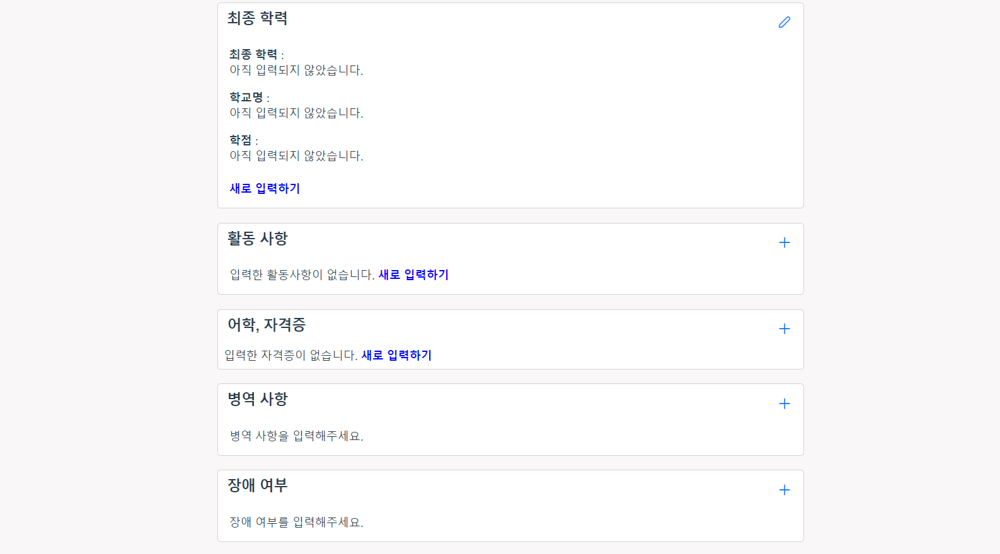 최종 학력
최종 학력 :
아직 입력되지 않았습니다.
학교명 :
아직 입력되지 않았습니다.
학점 :
아직 입력되지 않았습니다.
새로 입력하기
활동 사항
입력한 활동사항이 없습니다. 새로 입력하기
어학, 자격증
입력한 자격증이 없습니다. 새로 입력하기
병역 사항
병역 사항을 입력해주세요.
장애 여부
장애 여부를 입력해주세요.